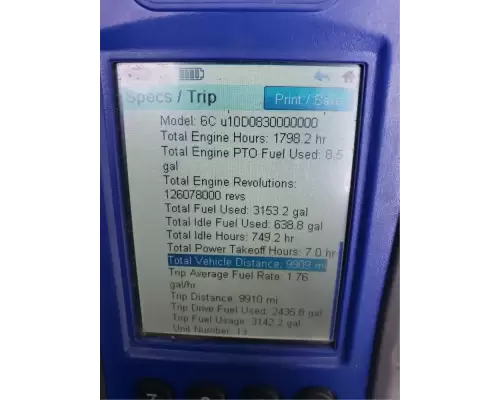 Specs / Trip
Print / Save
Model: 6C u10D0830000000
Total Engine Hours: 1798.2 hr
Total Engine PTO Fuel Used: 8.5
gal
Total Engine Revolutions:
126078000 revs
Total Fuel Used: 3153.2 gal
Total Idle Fuel Used: 638.8 gal
Total Idle Hours: 749.2 hr
Total Power Takeoff Hours: 7.0 hr
Total Vehicle Distance: 9909 mi
Trip Average Fuel Rate: 1.76
gal/hr
Trip Distance: 9910 mi
Trip Drive Fuel Used: 2435.8 gal
Trip Fuel Usage: 3142.2 gal
Unit Number: 13